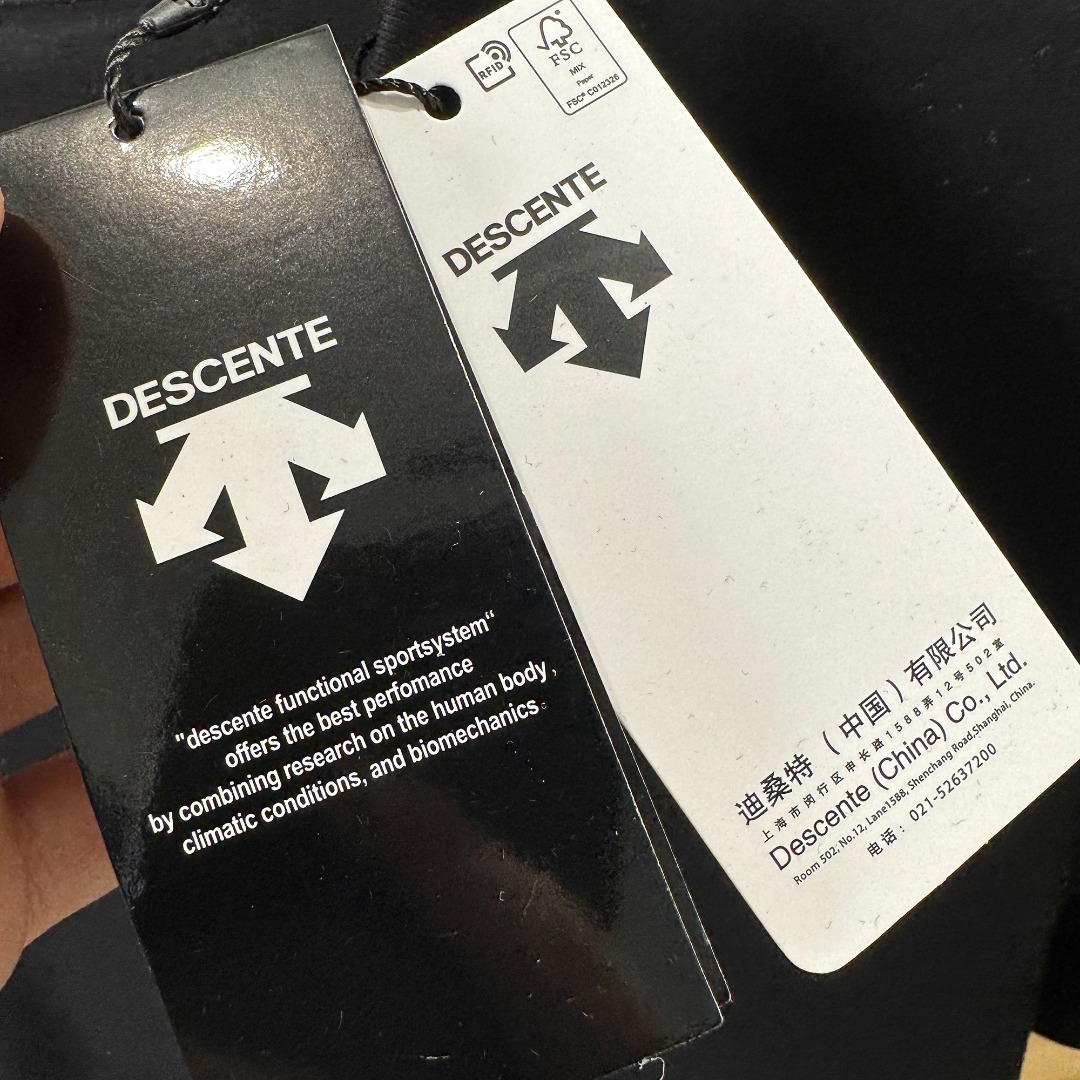 DESCENTE
"descente functional sportsystem“
offers the best perfomance
by combining research on the human body ,
climatic conditions, and biomechanics。
RFID
FSC
MIX
Paper
FSC® C012326
DESCENTE
迪桑特（中国）有限公司
上海市闵行区申长路1588弄12号502室
Descente (China) Co., Ltd.
Room 502, No.12, Lane1588, Shenchang Road,Shanghai, China.
电话：021-52637200